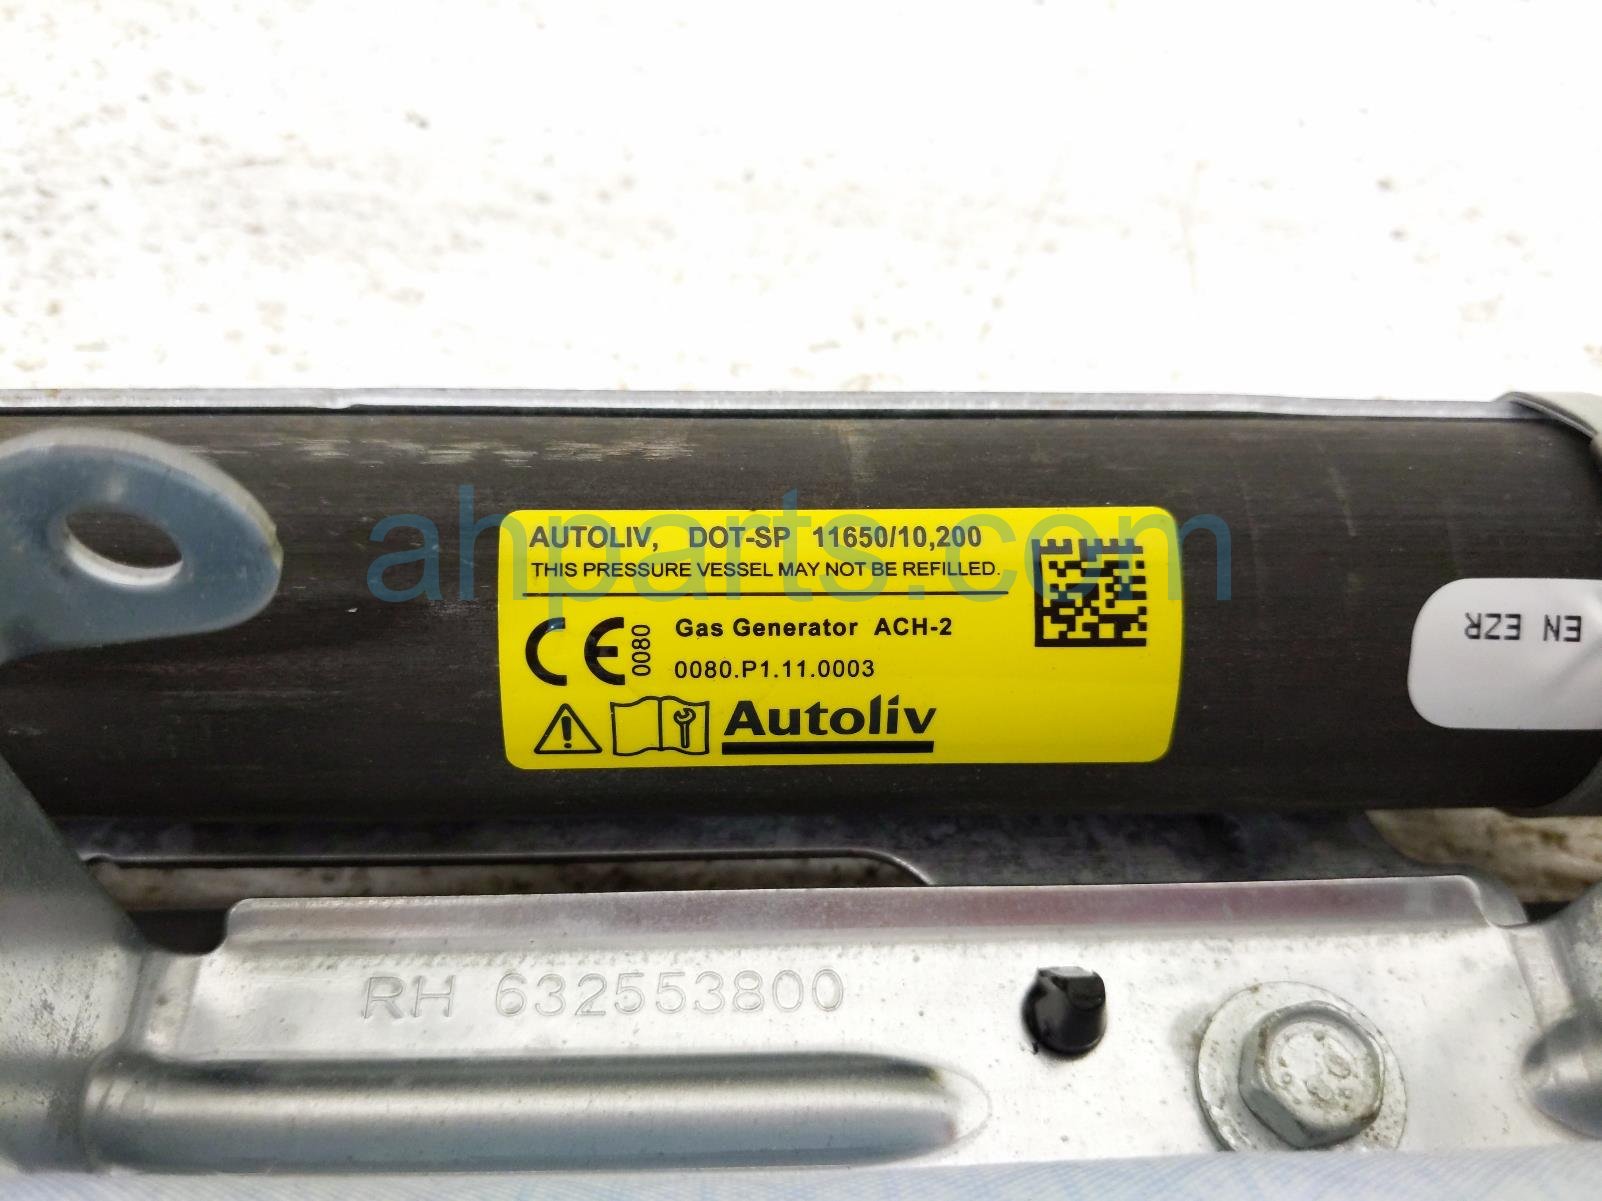 AUTOLIV, DOT-SP 11650/10,200
THIS PRESSURE VESSEL MAY NOT BE REFILLED.
CE 0080
Gas Generator ACH-2
0080.P1.11.0003
Autoliv
EN EZR
RH 632553800
ahparts.com